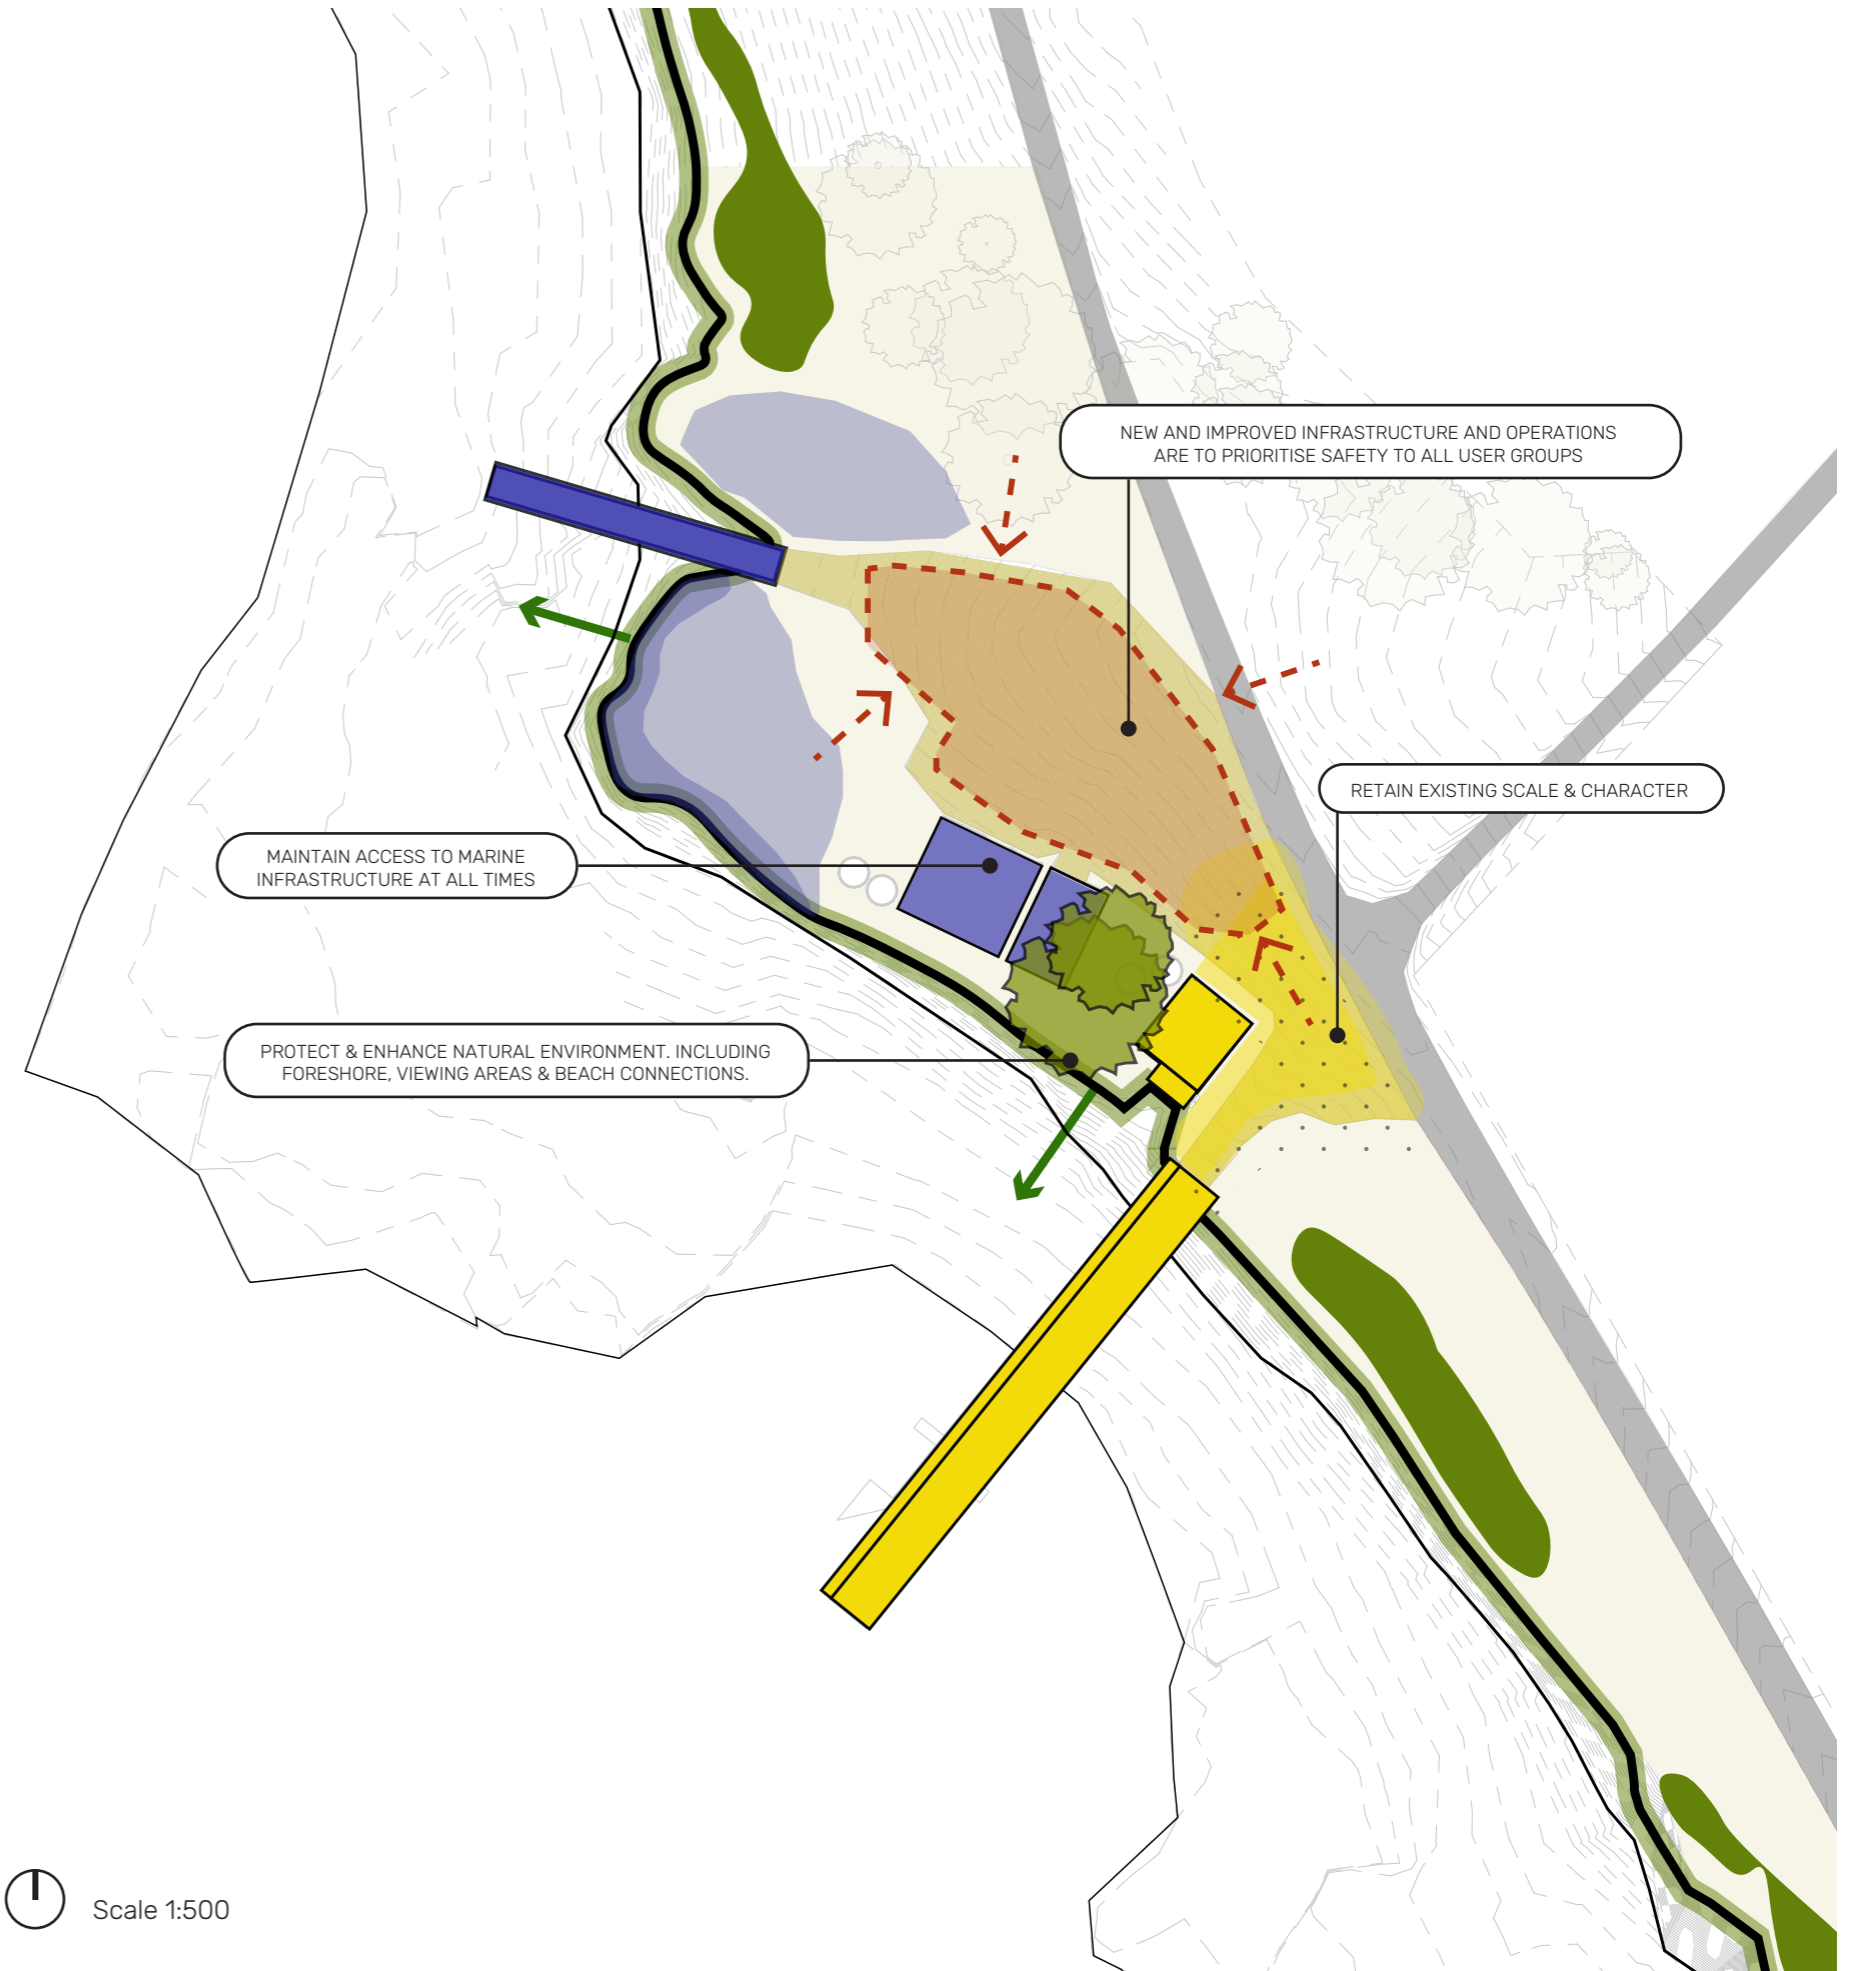 NEW AND IMPROVED INFRASTRUCTURE AND OPERATIONS
ARE TO PRIORITISE SAFETY TO ALL USER GROUPS
RETAIN EXISTING SCALE & CHARACTER
MAINTAIN ACCESS TO MARINE
INFRASTRUCTURE AT ALL TIMES
PROTECT & ENHANCE NATURAL ENVIRONMENT. INCLUDING
FORESHORE, VIEWING AREAS & BEACH CONNECTIONS.
Scale 1:500